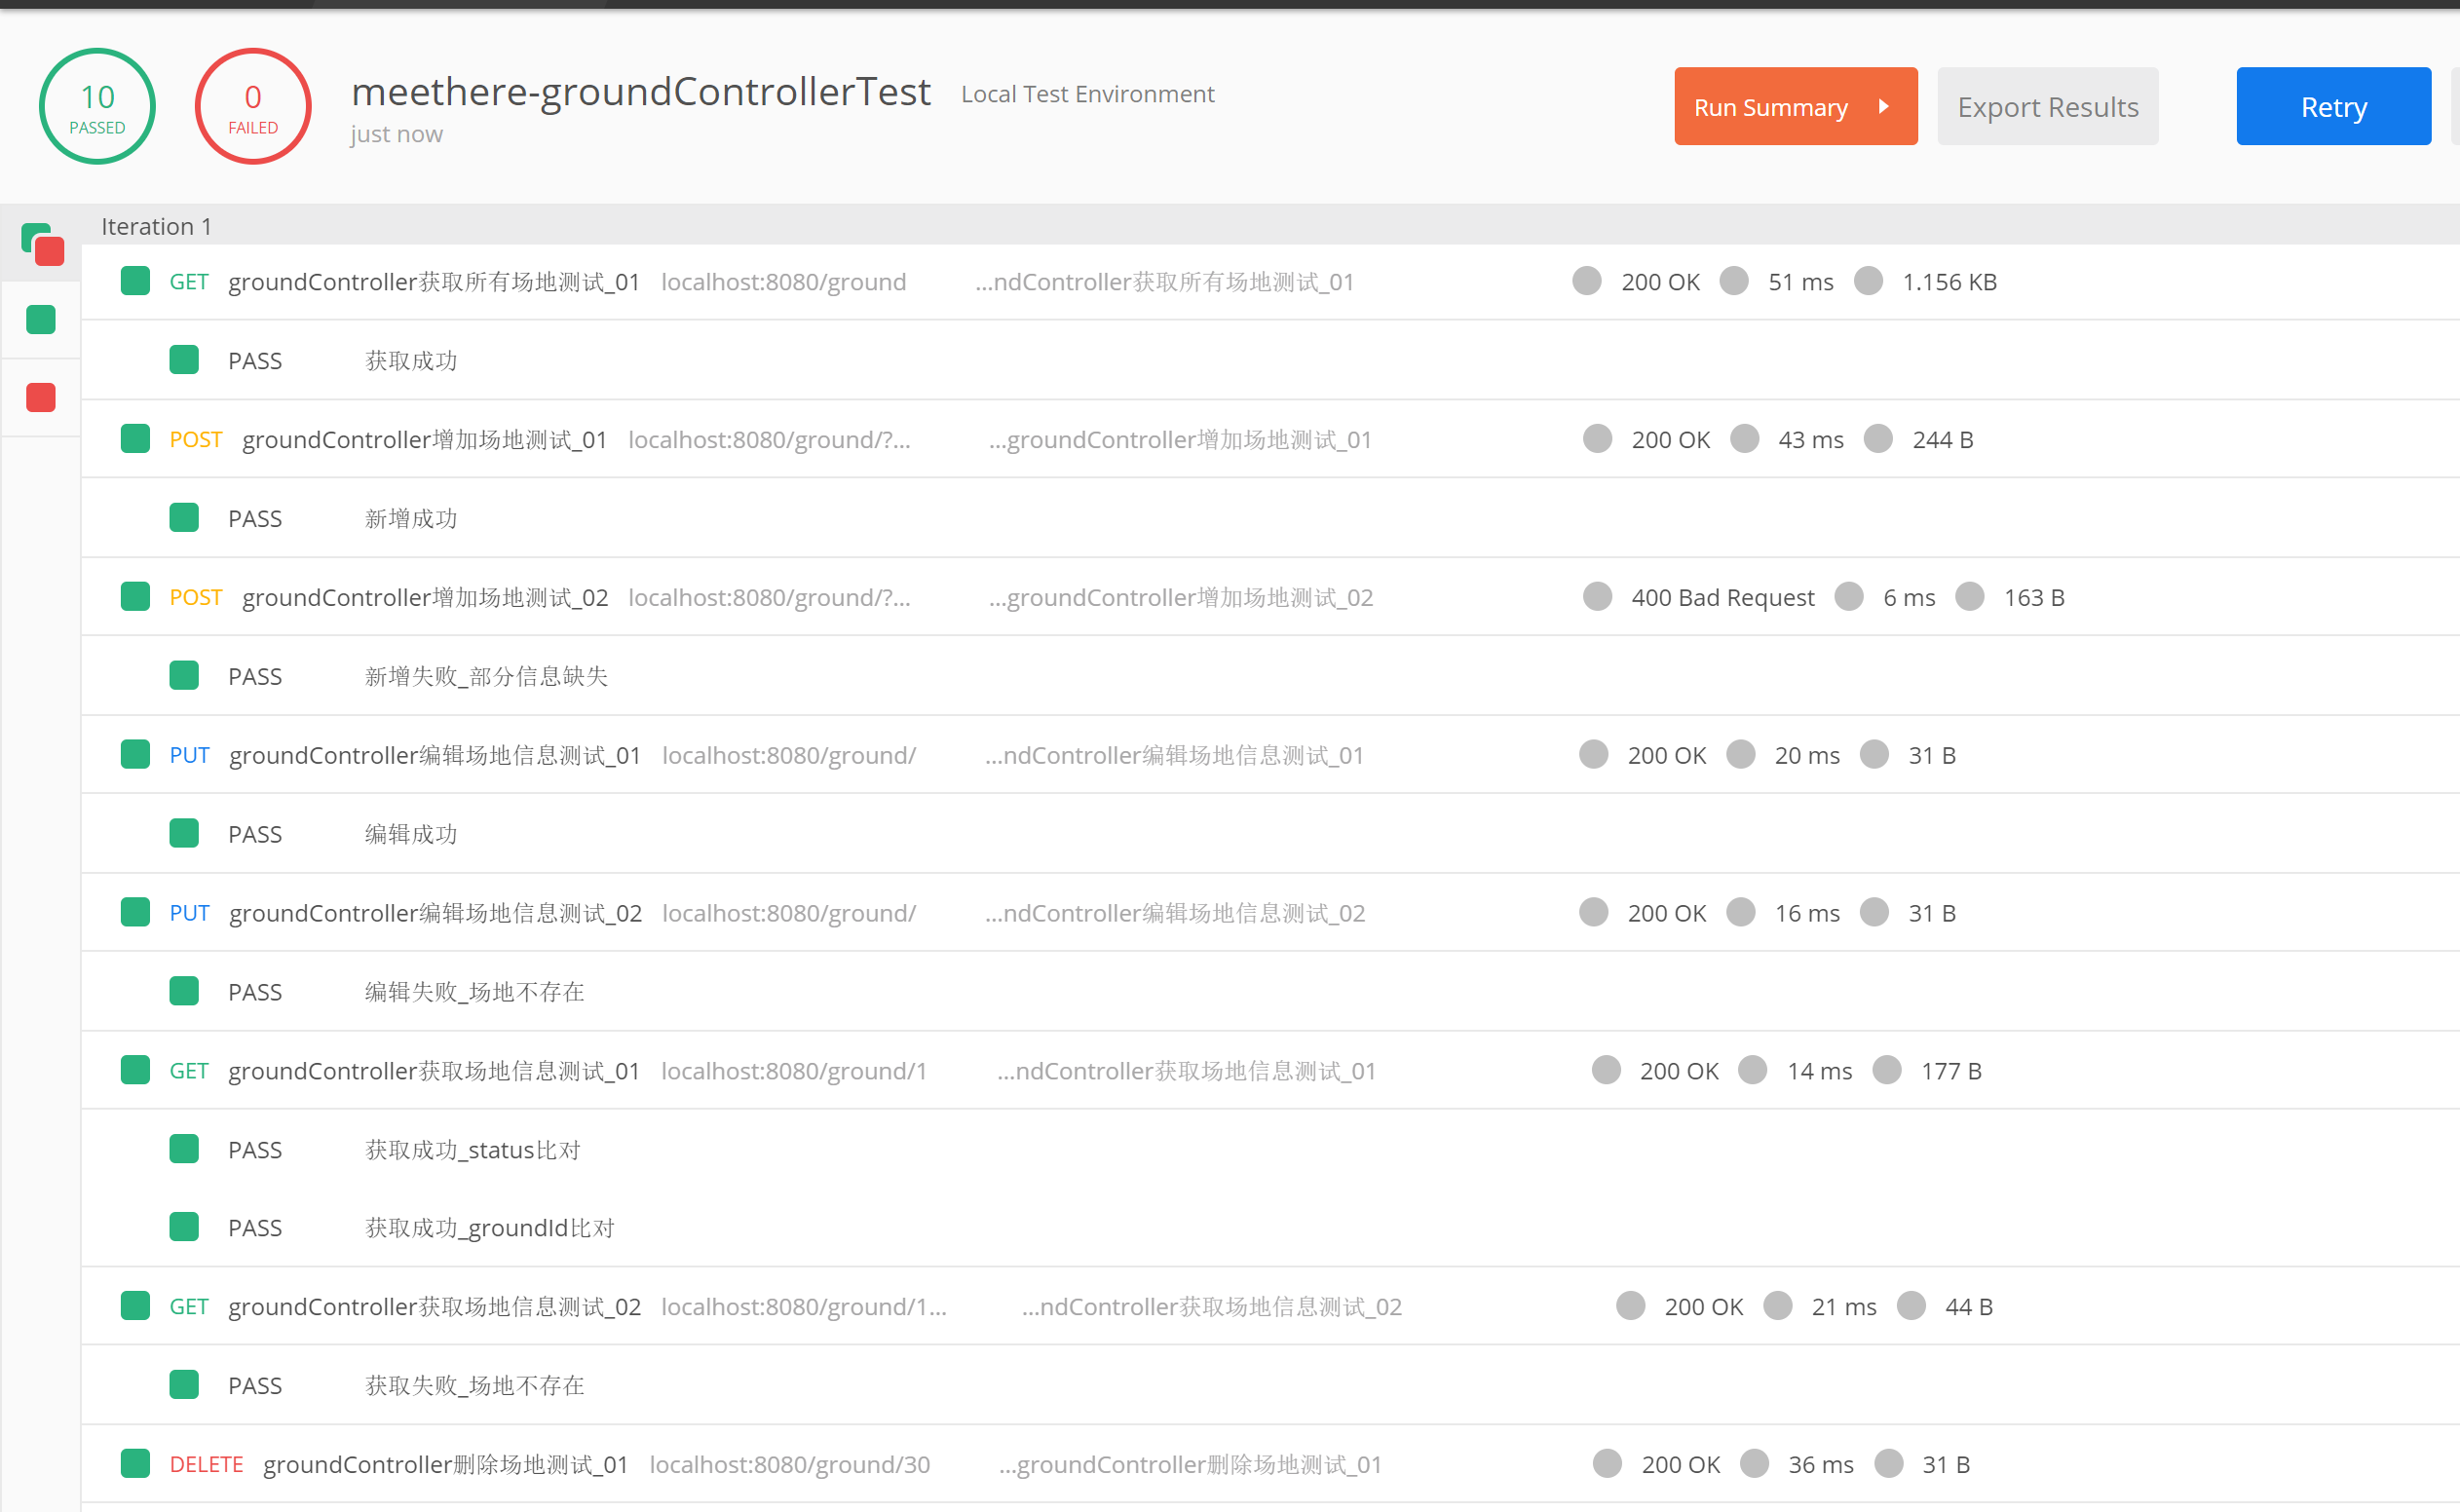 10
PASSED
0
FAILED
meethere-groundControllerTest Local Test Environment
just now
Run Summary
Export Results
Retry
Iteration 1
GET groundController获取所有场地测试_01 localhost:8080/ground ...ndController获取所有场地测试_01 200 OK 51 ms 1.156 KB
PASS 获取成功
POST groundController增加场地测试_01 localhost:8080/ground/?... ...groundController增加场地测试_01 200 OK 43 ms 244 B
PASS 新增成功
POST groundController增加场地测试_02 localhost:8080/ground/?... ...groundController增加场地测试_02 400 Bad Request 6 ms 163 B
PASS 新增失败_部分信息缺失
PUT groundController编辑场地信息测试_01 localhost:8080/ground/ ...ndController编辑场地信息测试_01 200 OK 20 ms 31 B
PASS 编辑成功
PUT groundController编辑场地信息测试_02 localhost:8080/ground/ ...ndController编辑场地信息测试_02 200 OK 16 ms 31 B
PASS 编辑失败_场地不存在
GET groundController获取场地信息测试_01 localhost:8080/ground/1 ...ndController获取场地信息测试_01 200 OK 14 ms 177 B
PASS 获取成功_status比对
PASS 获取成功_groundId比对
GET groundController获取场地信息测试_02 localhost:8080/ground/1... ...ndController获取场地信息测试_02 200 OK 21 ms 44 B
PASS 获取失败_场地不存在
DELETE groundController删除场地测试_01 localhost:8080/ground/30 ...groundController删除场地测试_01 200 OK 36 ms 31 B